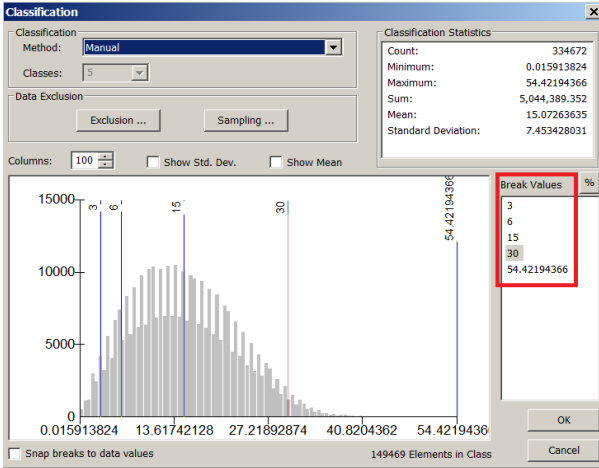 Classification
Classification
Method: Manual
Classes: 5
Data Exclusion
Exclusion ...
Sampling ...
Classification Statistics
Count: 334672
Minimum: 0.015913824
Maximum: 54.42194366
Sum: 5,044,389.352
Mean: 15.07263635
Standard Deviation: 7.453428031
Columns: 100
Show Std. Dev.
Show Mean
Break Values
%
3
6
15
30
54.42194366
15000
10000
5000
0
3
6
15
30
54.42194366
0.015913824 13.61742128 27.21892874 40.8204362 54.4219436
Snap breaks to data values
149469 Elements in Class
OK
Cancel